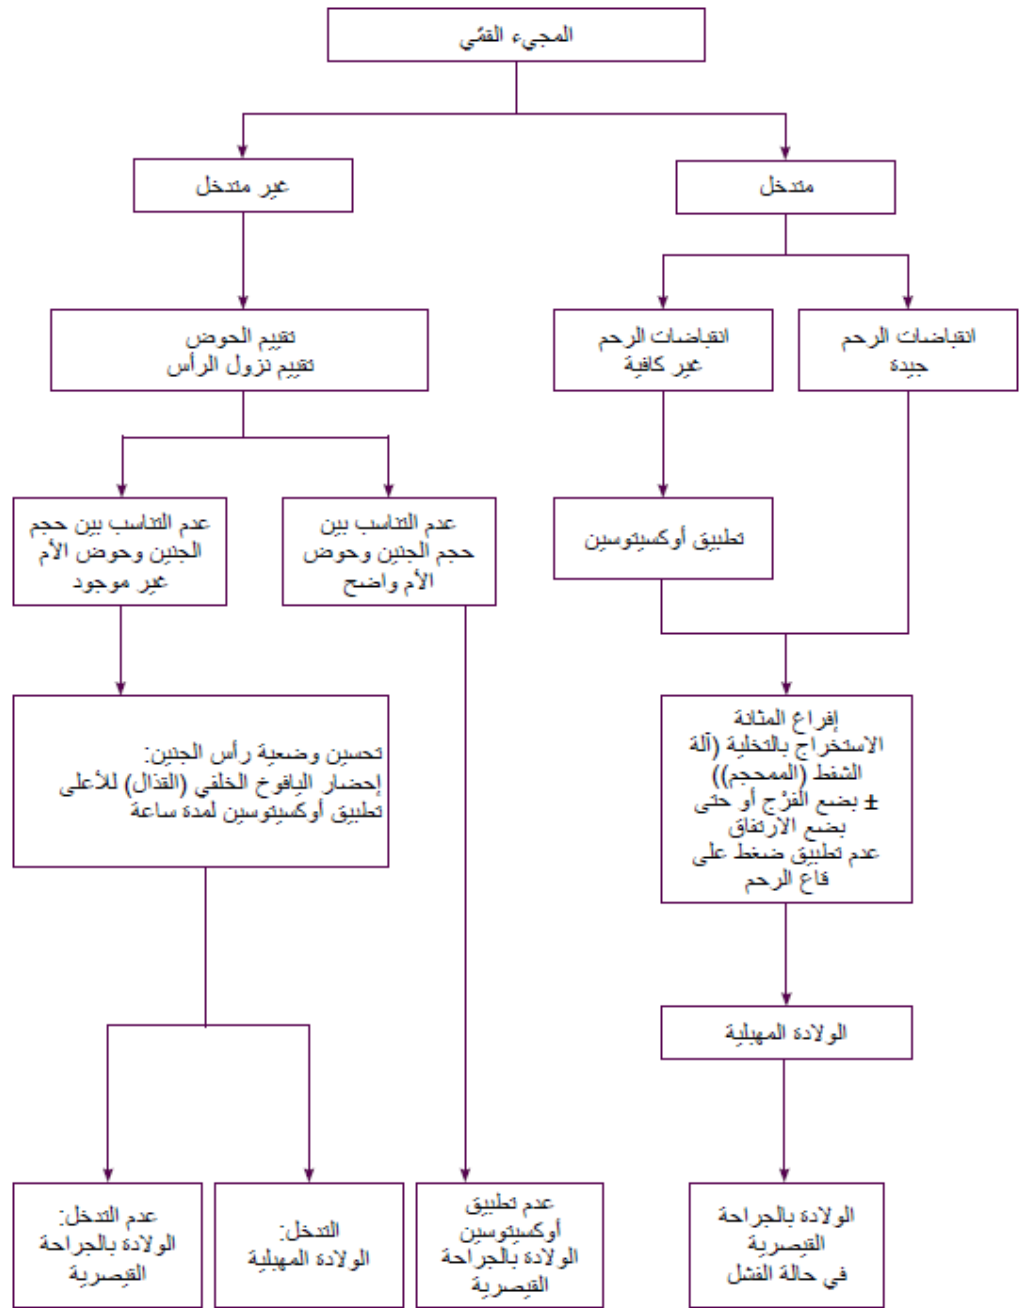 المجيء القمّي
متدخل
غير متدخل
انقباضات الرحم
جيدة
انقباضات الرحم
غير كافية
تقييم الحوض
تقييم نزول الرأس
عدم التناسب بين
حجم الجنين وحوض
الأم واضح
عدم التناسب بين حجم
الجنين وحوض الأم
غير موجود
تطبيق أوكسيتوسين
إفراغ المثانة
الاستخراج بالتخلية (آلة
الشفط (الممحجم))
± بضع الفرْج أو حتى
بضع الارتفاق
عدم تطبيق ضغط على
قاع الرحم
تحسين وضعية رأس الجنين:
إحضار اليافوخ الخلفي (القذال) للأعلى
تطبيق أوكسيتوسين لمدة ساعة
الولادة المهبلية
الولادة بالجراحة
القيصرية
في حالة الفشل
عدم تطبيق
أوكسيتوسين
الولادة بالجراحة
القيصرية
التدخل:
الولادة المهبلية
عدم التدخل:
الولادة بالجراحة
القيصرية